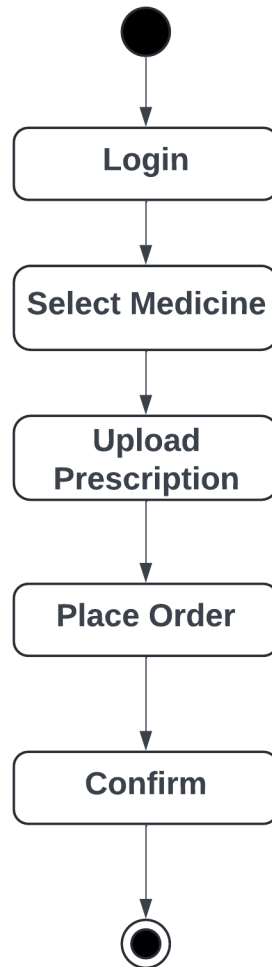 Login
Select Medicine
Upload
Prescription
Place Order
Confirm